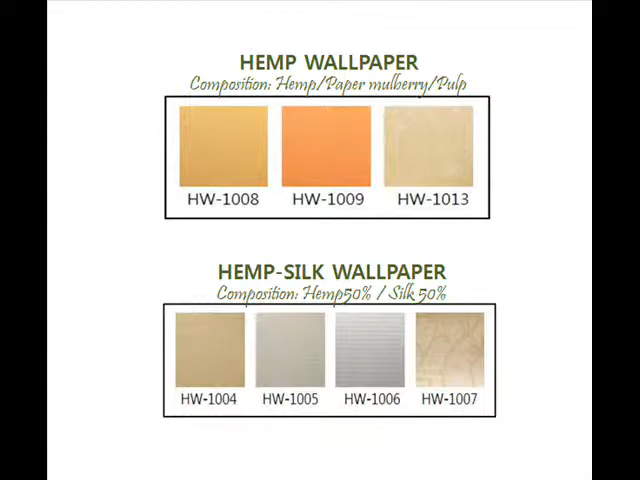 HEMP WALLPAPER
Composition: Hemp/Paper mulberry/Pulp
HW-1008 HW-1009 HW-1013
HEMP-SILK WALLPAPER
Composition: Hemp50% / Silk 50%
HW-1004 HW-1005 HW-1006 HW-1007